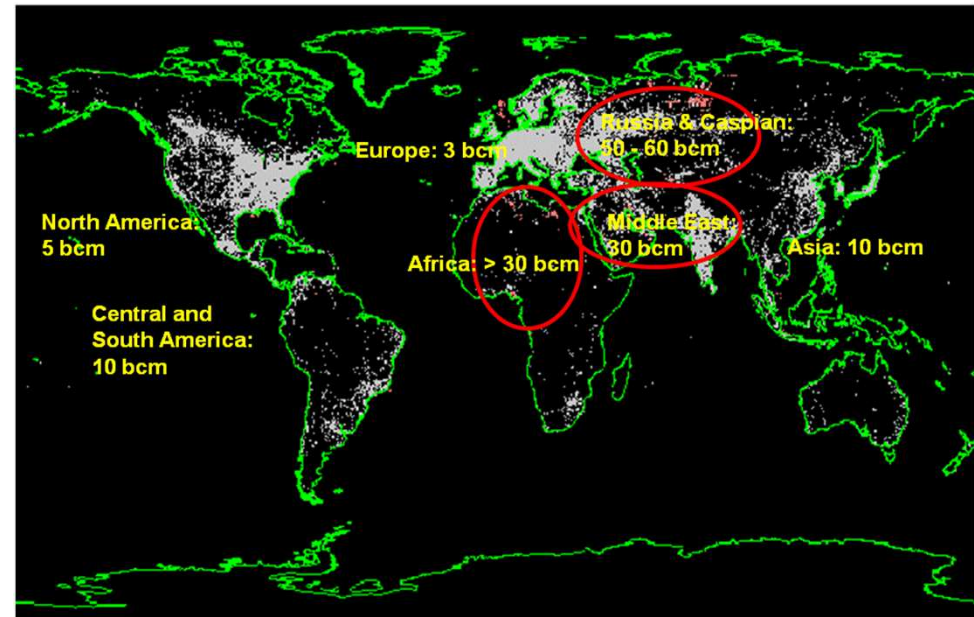 Russia & Caspian:
50 - 60 bcm
Europe: 3 bcm
North America:
5 bcm
Middle East:
30 bcm
Asia: 10 bcm
Africa: > 30 bcm
Central and
South America:
10 bcm